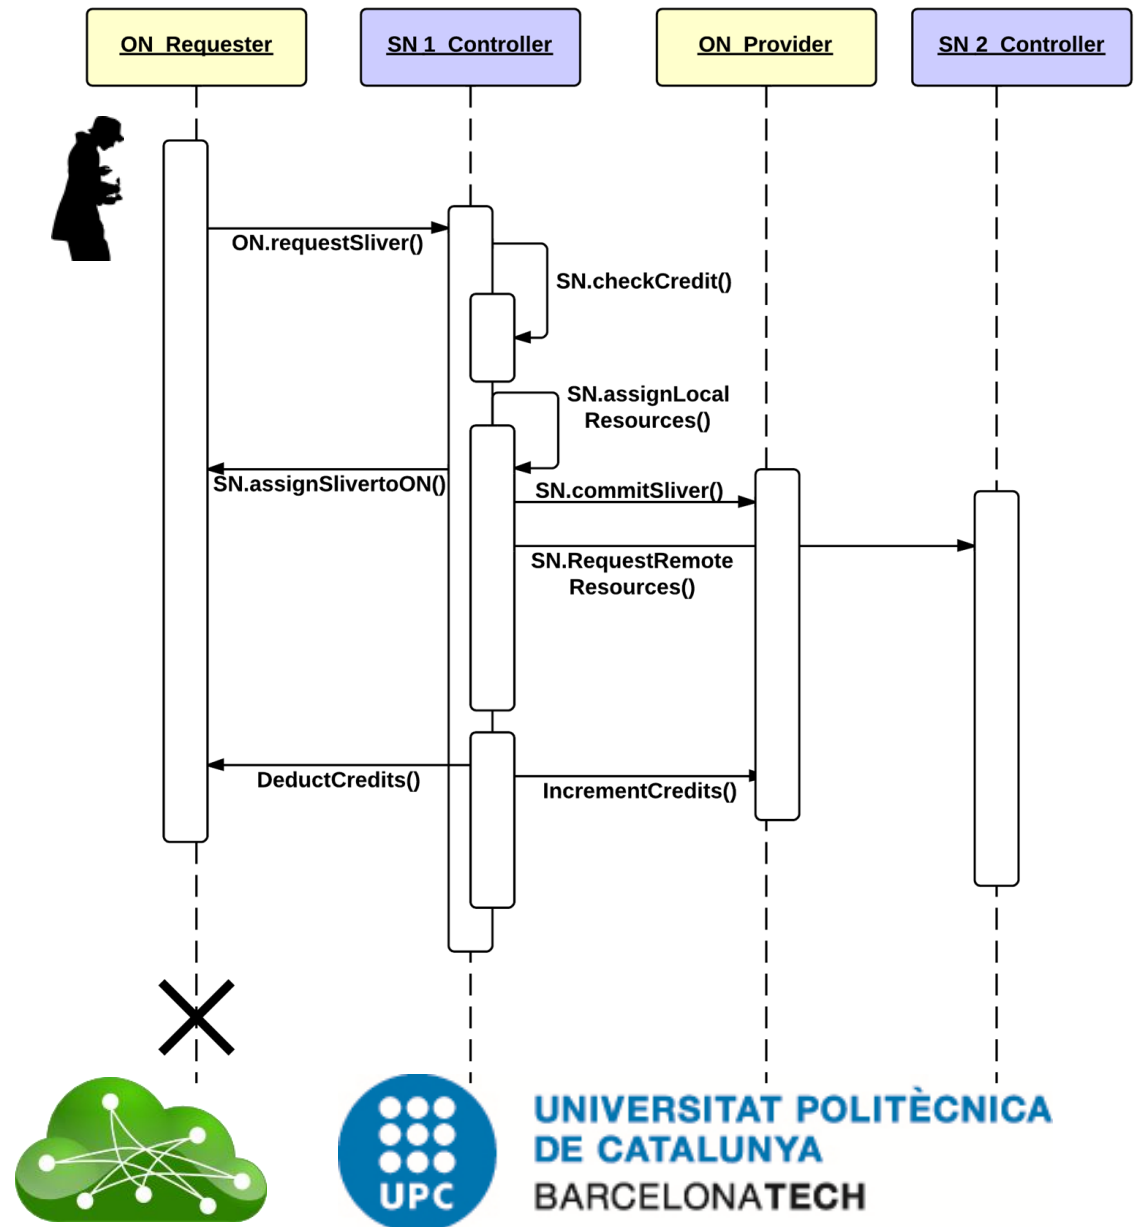 ON_Requester
SN 1_Controller
ON_Provider
SN 2_Controller
ON.requestSliver()
SN.checkCredit()
SN.assignLocal
Resources()
SN.assignSlivertoON()
SN.commitSliver()
SN.RequestRemote
Resources()
DeductCredits()
IncrementCredits()
UPC
UNIVERSITAT POLITÈCNICA
DE CATALUNYA
BARCELONATECH